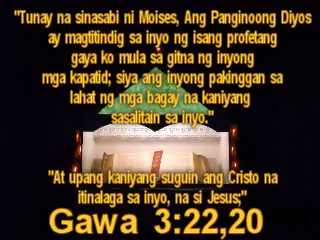 "Tunay na sinasabi ni Moises, Ang Panginoong Diyos
ay magtitindig sa inyo ng isang profetang
gaya ko mula sa gitna ng inyong
mga kapatid; siya ang inyong pakinggan sa
lahat ng mga bagay na kaniyang
sasalitain sa inyo."
"At upang kaniyang suguin ang Cristo na
itinalaga sa inyo, na si Jesus;"
Gawa 3:22,20